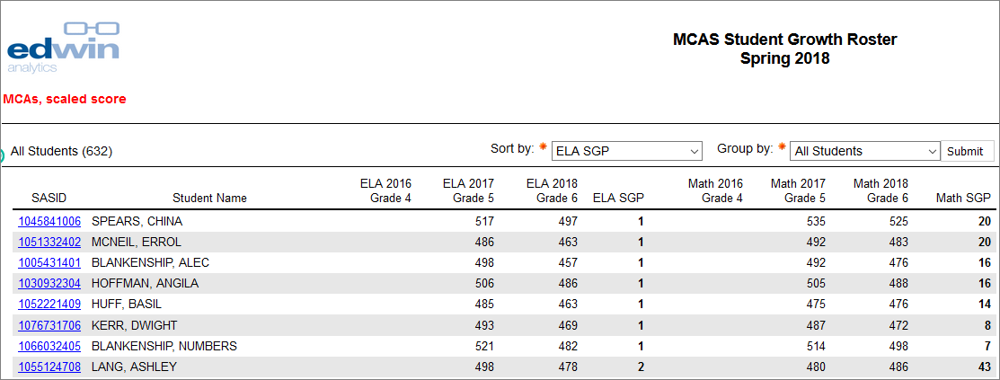 edwin
analytics
MCAS Student Growth Roster
Spring 2018
MCAs, scaled score
All Students (632) Sort by: * ELA SGP Group by: * All Students Submit
SASID Student Name ELA 2016 Grade 4 ELA 2017 Grade 5 ELA 2018 Grade 6 ELA SGP Math 2016 Grade 4 Math 2017 Grade 5 Math 2018 Grade 6 Math SGP
1045841006 SPEARS, CHINA 517 497 1 535 525 20
1051332402 MCNEIL, ERROL 486 463 1 492 483 20
1005431401 BLANKENSHIP, ALEC 498 457 1 492 476 16
1030932304 HOFFMAN, ANGILA 506 486 1 505 488 16
1052221409 HUFF, BASIL 485 463 1 475 476 14
1076731706 KERR, DWIGHT 493 469 1 487 472 8
1066032405 BLANKENSHIP, NUMBERS 521 482 1 514 498 7
1055124708 LANG, ASHLEY 498 478 2 480 486 43